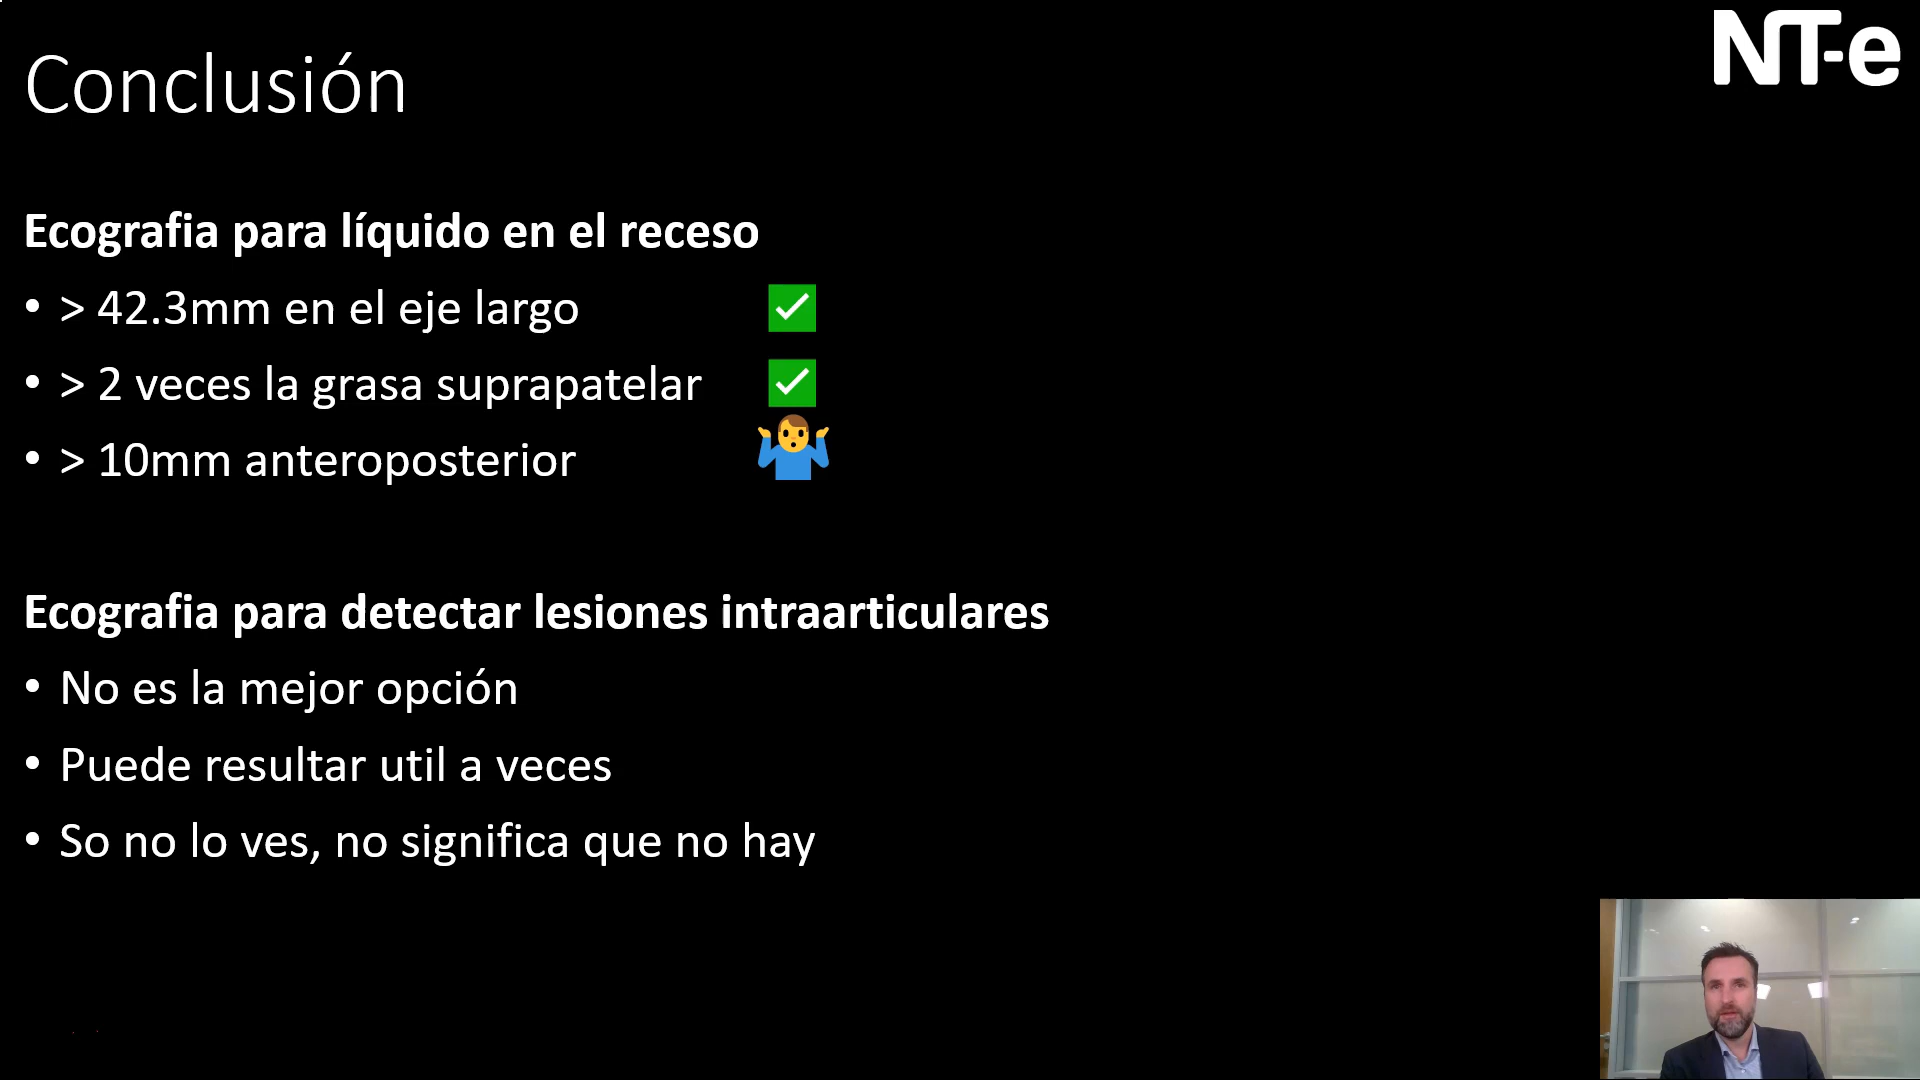 NT-e
Conclusión
Ecografia para líquido en el receso
• > 42.3mm en el eje largo
• > 2 veces la grasa suprapatelar
• > 10mm anteroposterior
Ecografia para detectar lesiones intraarticulares
• No es la mejor opción
• Puede resultar util a veces
• So no lo ves, no significa que no hay